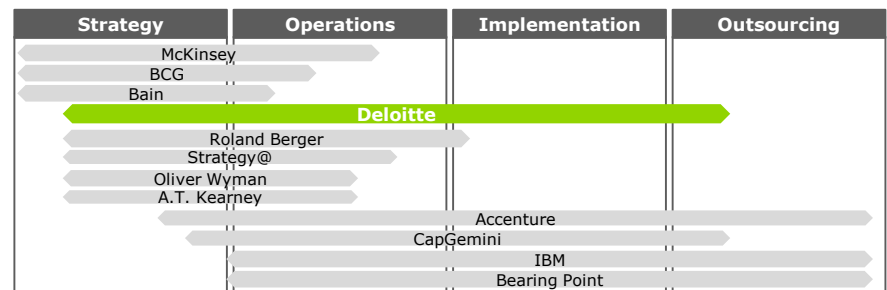 Strategy Operations Implementation Outsourcing
McKinsey
BCG
Bain
Deloitte
Roland Berger
Strategy@
Oliver Wyman
A.T. Kearney
Accenture
CapGemini
IBM
Bearing Point